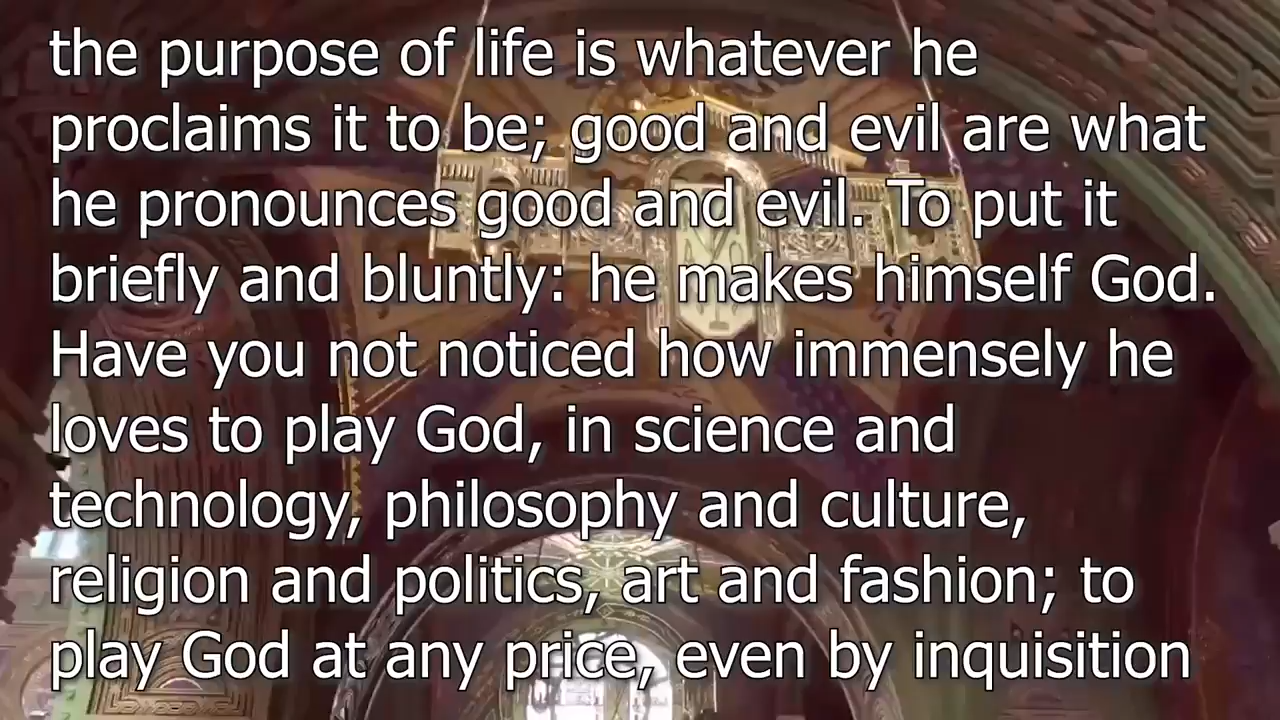 the purpose of life is whatever he
proclaims it to be; good and evil are what
he pronounces good and evil. To put it
briefly and bluntly: he makes himself God.
Have you not noticed how immensely he
loves to play God, in science and
technology, philosophy and culture,
religion and politics, art and fashion; to
play God at any price, even by inquisition